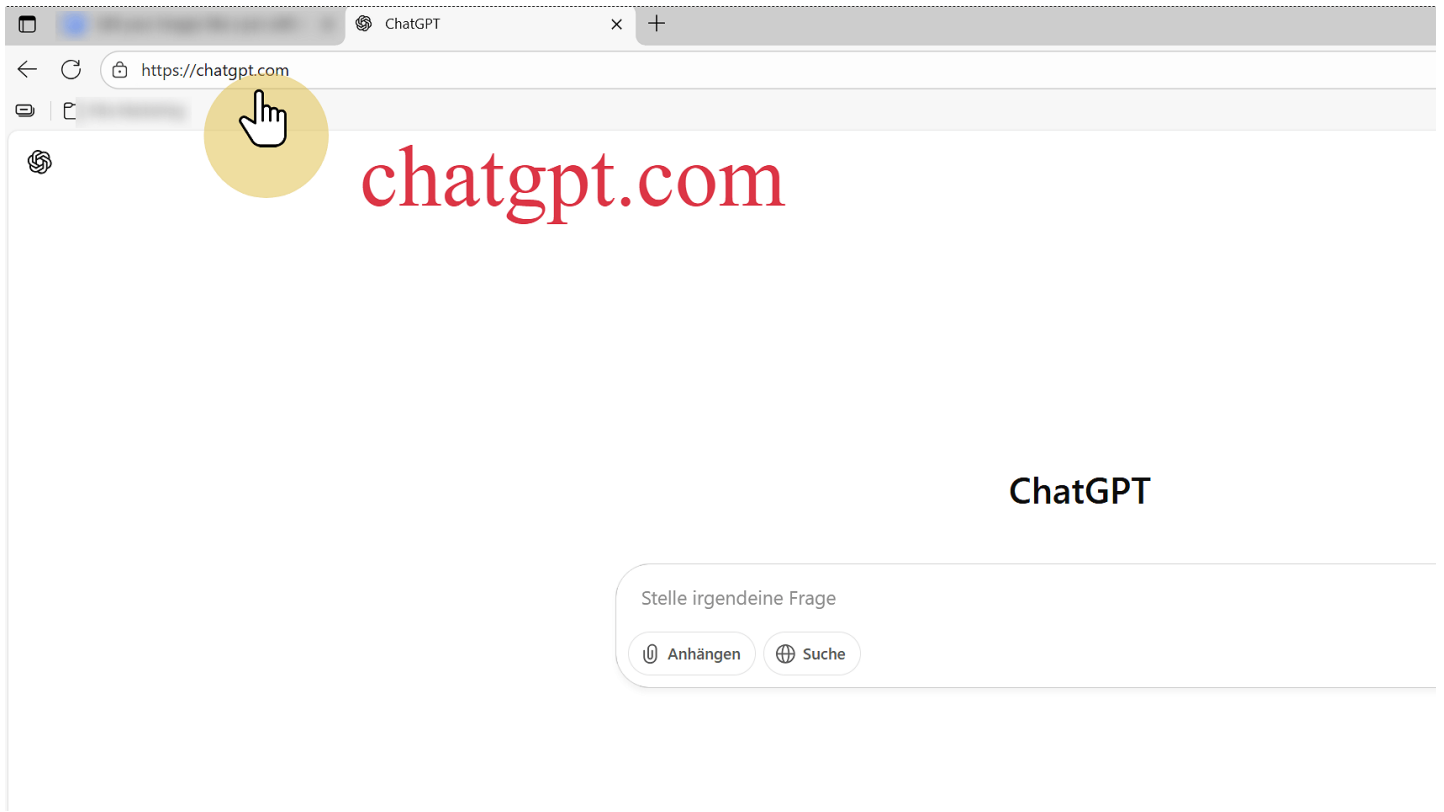 ChatGPT
https://chatgpt.com
chatgpt.com
ChatGPT
Stelle irgendeine Frage
Anhängen
Suche